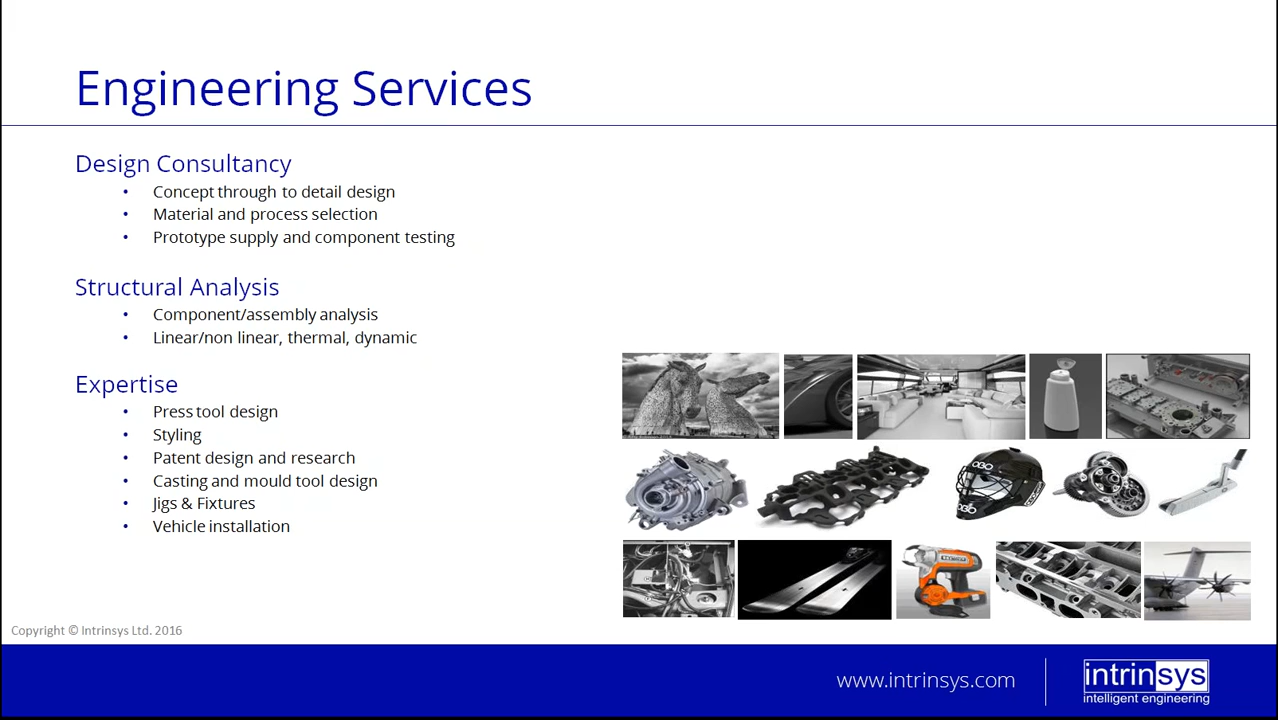 Engineering Services
Design Consultancy
• Concept through to detail design
• Material and process selection
• Prototype supply and component testing
Structural Analysis
• Component/assembly analysis
• Linear/non linear, thermal, dynamic
Expertise
• Press tool design
• Styling
• Patent design and research
• Casting and mould tool design
• Jigs & Fixtures
• Vehicle installation
OBO
OBO
Copyright © Intrinsys Ltd. 2016
www.intrinsys.com
intrinsys
intelligent engineering